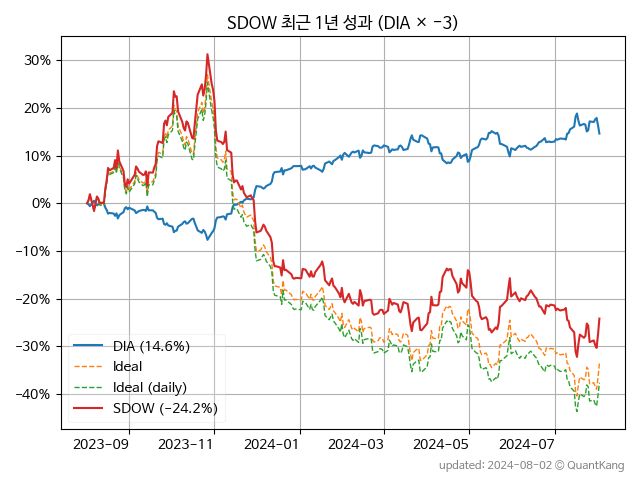 SDOW 최근 1년 성과 (DIA × −3)
30%
20%
10%
0%
−10%
−20%
−30%
−40%
DIA (14.6%)
Ideal
Ideal (daily)
SDOW (−24.2%)
2023−09
2023−11
2024−01
2024−03
2024−05
2024−07
updated: 2024−08−02 © QuantKang